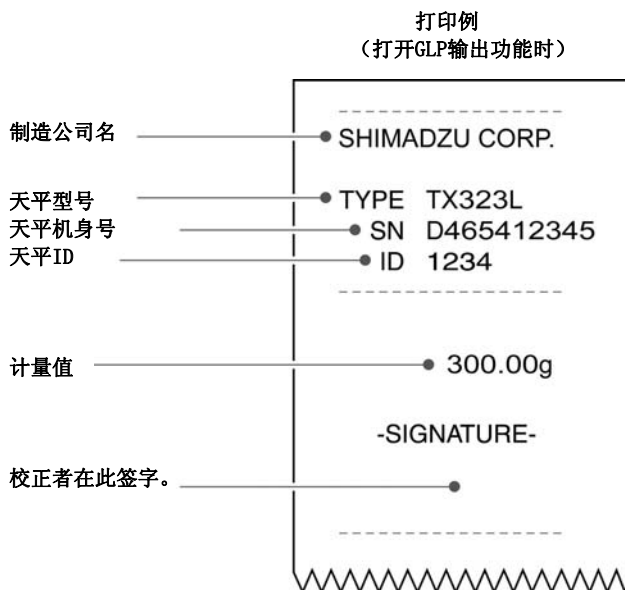 打印例
（打开GLP输出功能时）
制造公司名
SHIMADZU CORP.
天平型号
TYPE TX323L
天平机身号
SN D465412345
天平ID
ID 1234
计量值
300.00g
-SIGNATURE-
校正者在此签字。